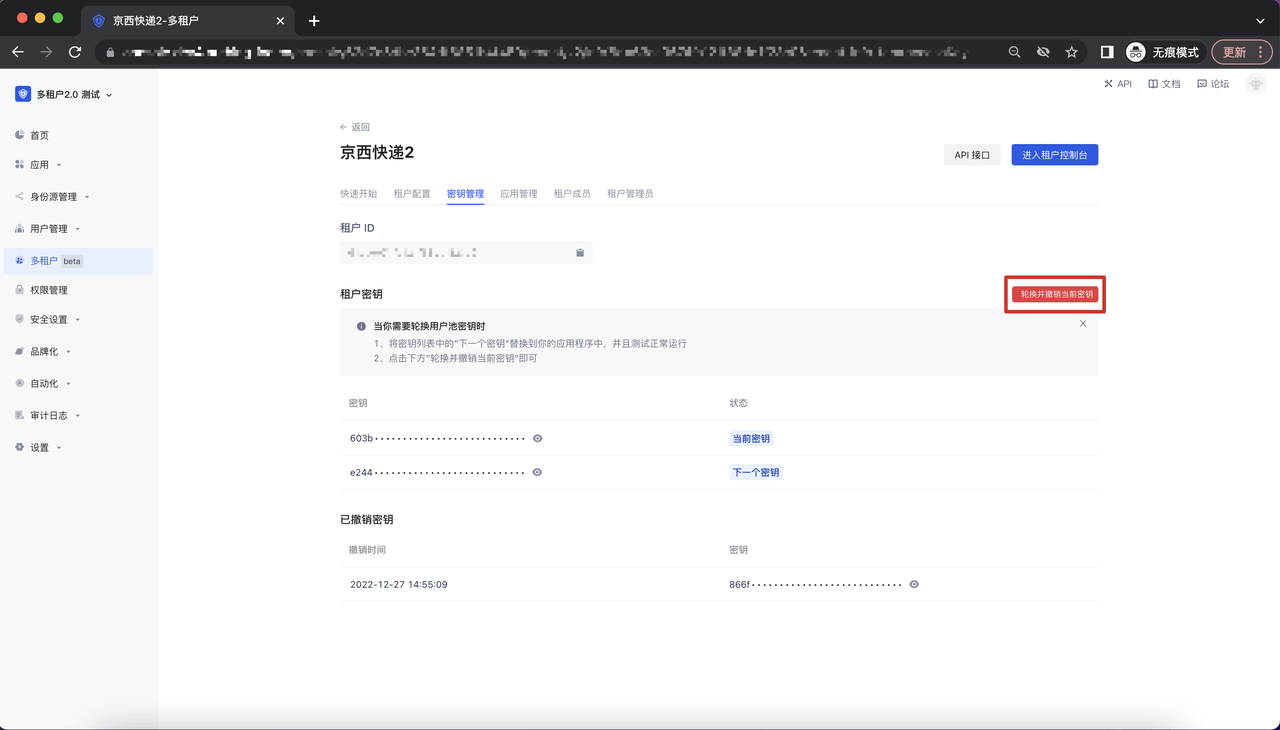 京西快递2-多租户
无痕模式
更新
多租户2.0 测试
API
文档
论坛
首页
应用
身份源管理
用户管理
多租户 beta
权限管理
安全设置
品牌化
自动化
审计日志
设置
返回
京西快递2
API 接口
进入租户控制台
快速开始
租户配置
密钥管理
应用管理
租户成员
租户管理员
租户 ID
租户密钥
轮换并撤销当前密钥
当你需要轮换用户池密钥时
1、将密钥列表中的"下一个密钥"替换到你的应用程序中，并且测试正常运行
2、点击下方"轮换并撤销当前密钥"即可
密钥
状态
603b••••••••••••••••••••••••••••
当前密钥
e244••••••••••••••••••••••••••••
下一个密钥
已撤销密钥
撤销时间
密钥
2022-12-27 14:55:09
866f••••••••••••••••••••••••••••